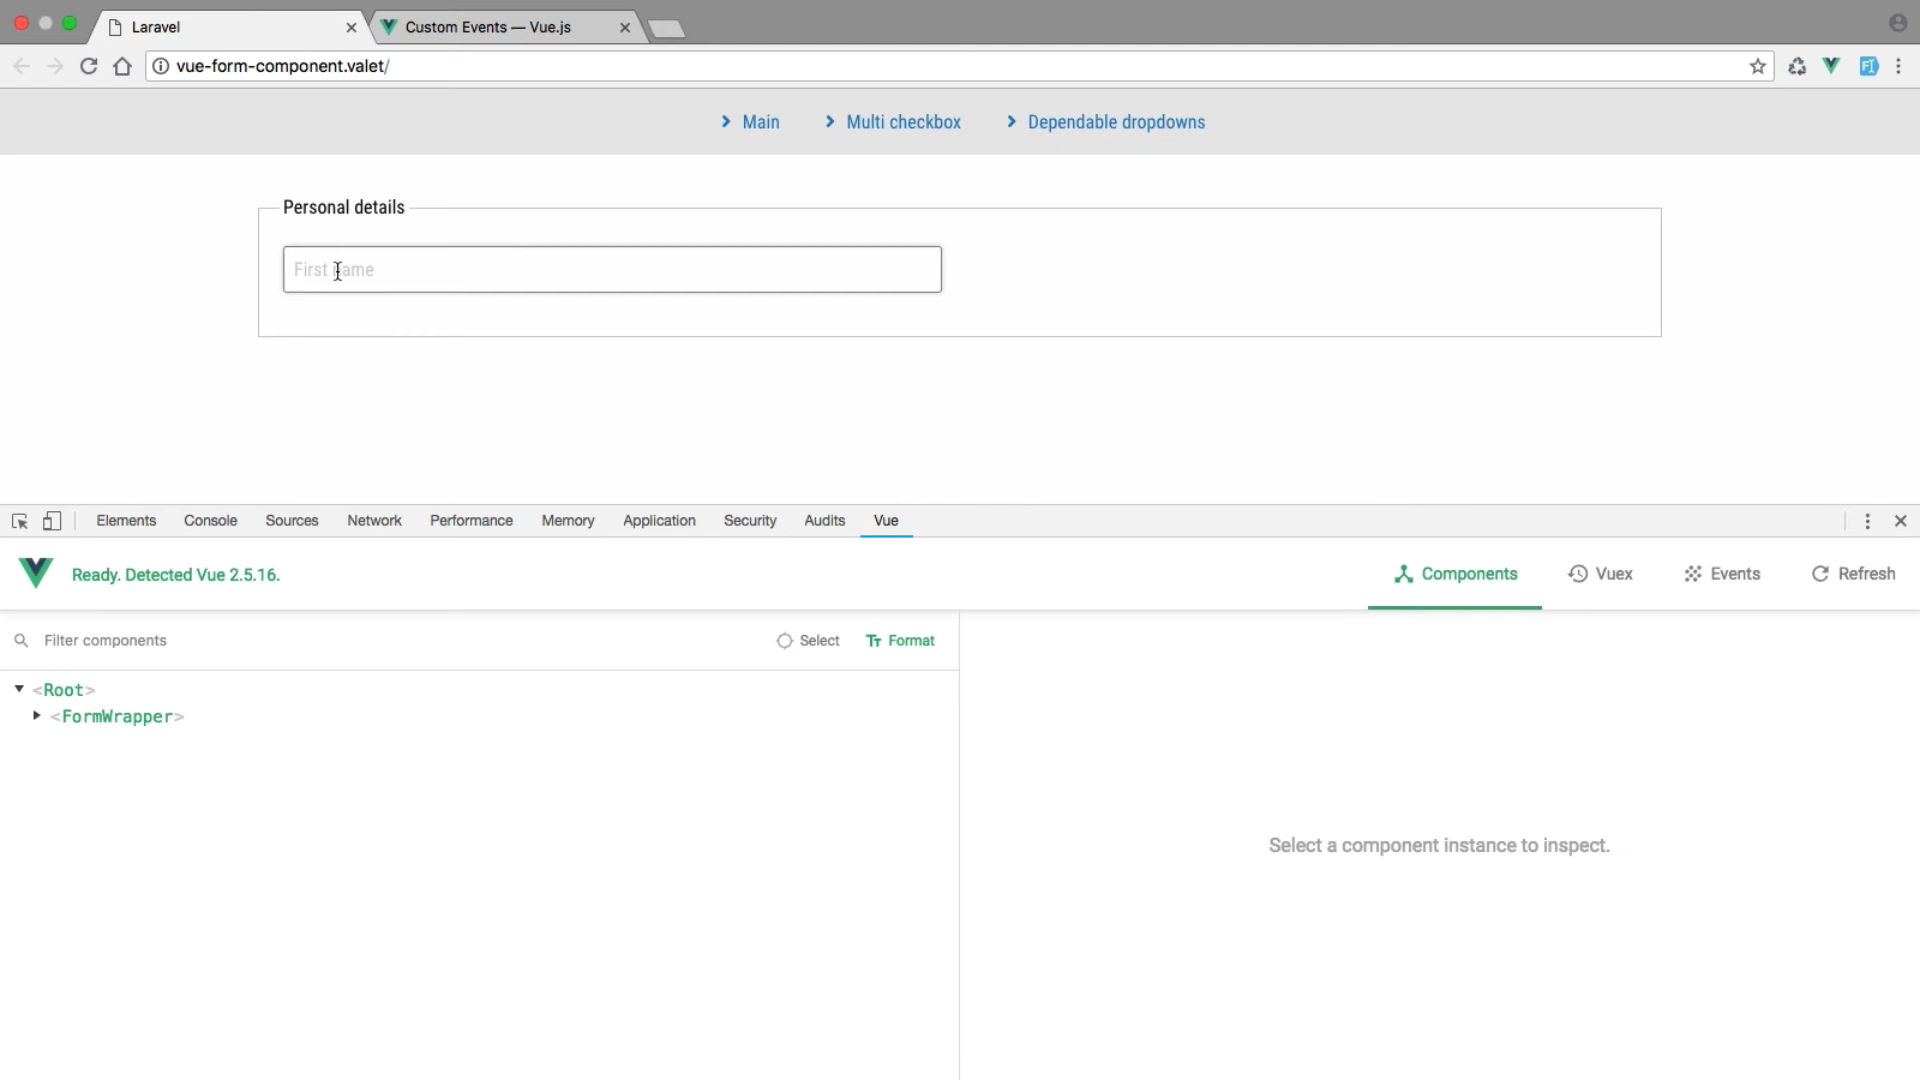 Laravel
Custom Events — Vue.js
vue-form-component.valet/
Main
Multi checkbox
Dependable dropdowns
Personal details
First name
Elements
Console
Sources
Network
Performance
Memory
Application
Security
Audits
Vue
Ready. Detected Vue 2.5.16.
Components
Vuex
Events
Refresh
Filter components
Select
Format
<Root>
<FormWrapper>
Select a component instance to inspect.